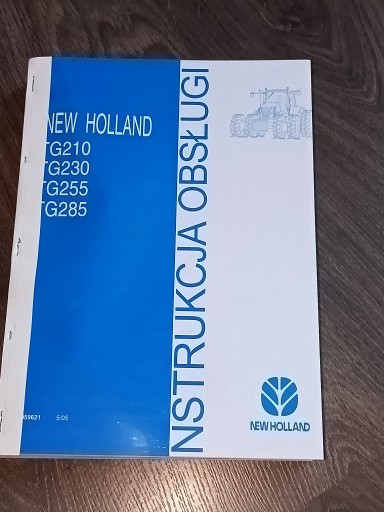 NEW HOLLAND
TG210
TG230
TG255
TG285
NSTRUKCJA OBSŁUGI
59621 5/05
NEW HOLLAND